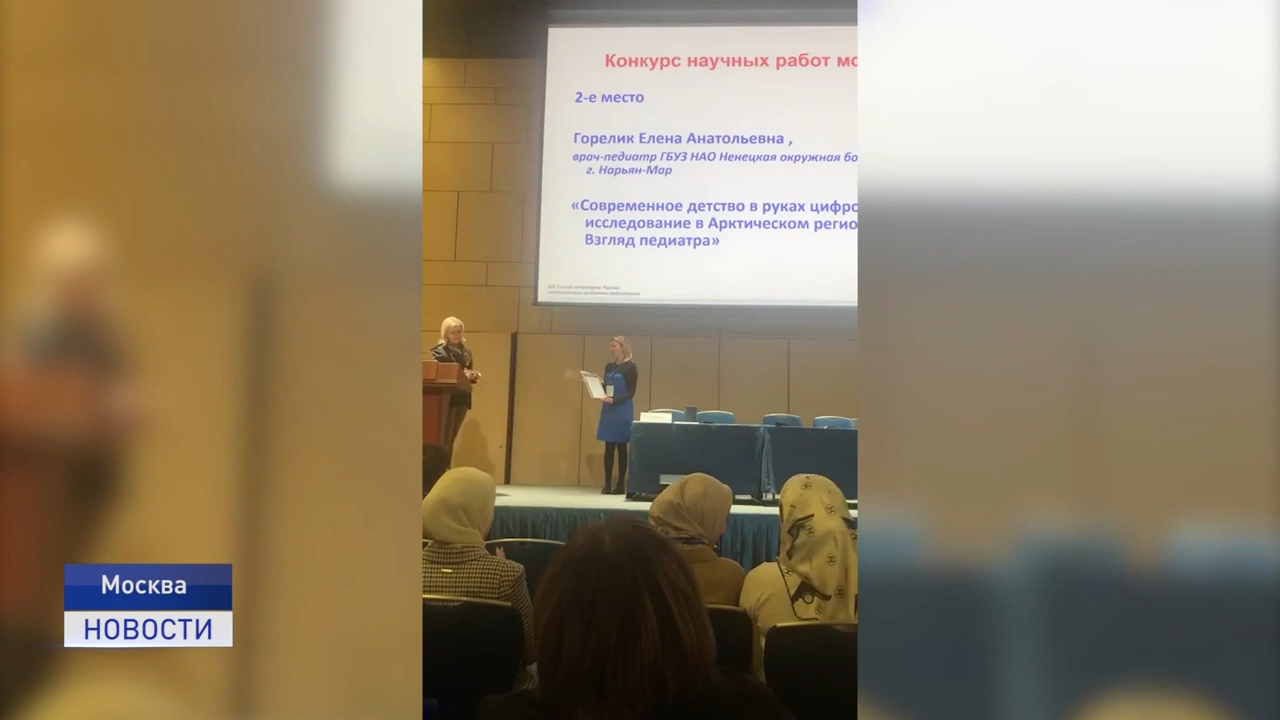 Конкурс научных работ мо
2-е место
Горелик Елена Анатольевна ,
врач-педиатр ГБУЗ НАО Ненецкая окружная бо
г. Нарьян-Мар
«Современное детство в руках цифро
исследование в Арктическом регио
Взгляд педиатра»
Москва
НОВОСТИ